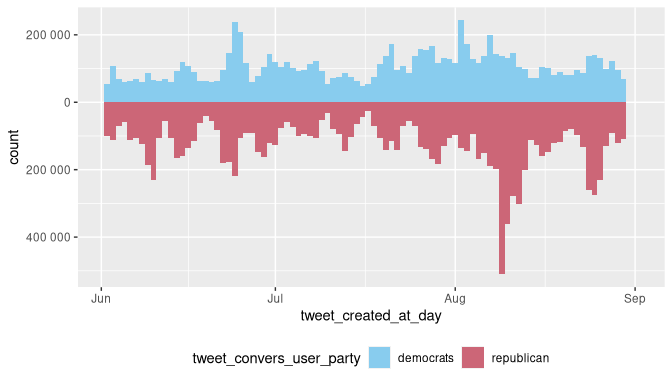 200 000
0
200 000
400 000
count
Jun Jul Aug Sep
tweet_created_at_day
tweet_convers_user_party democrats republican